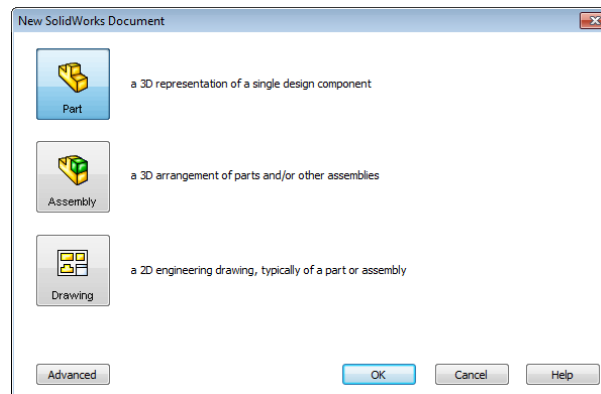 New SolidWorks Document
Part
a 3D representation of a single design component
Assembly
a 3D arrangement of parts and/or other assemblies
Drawing
a 2D engineering drawing, typically of a part or assembly
Advanced
OK
Cancel
Help